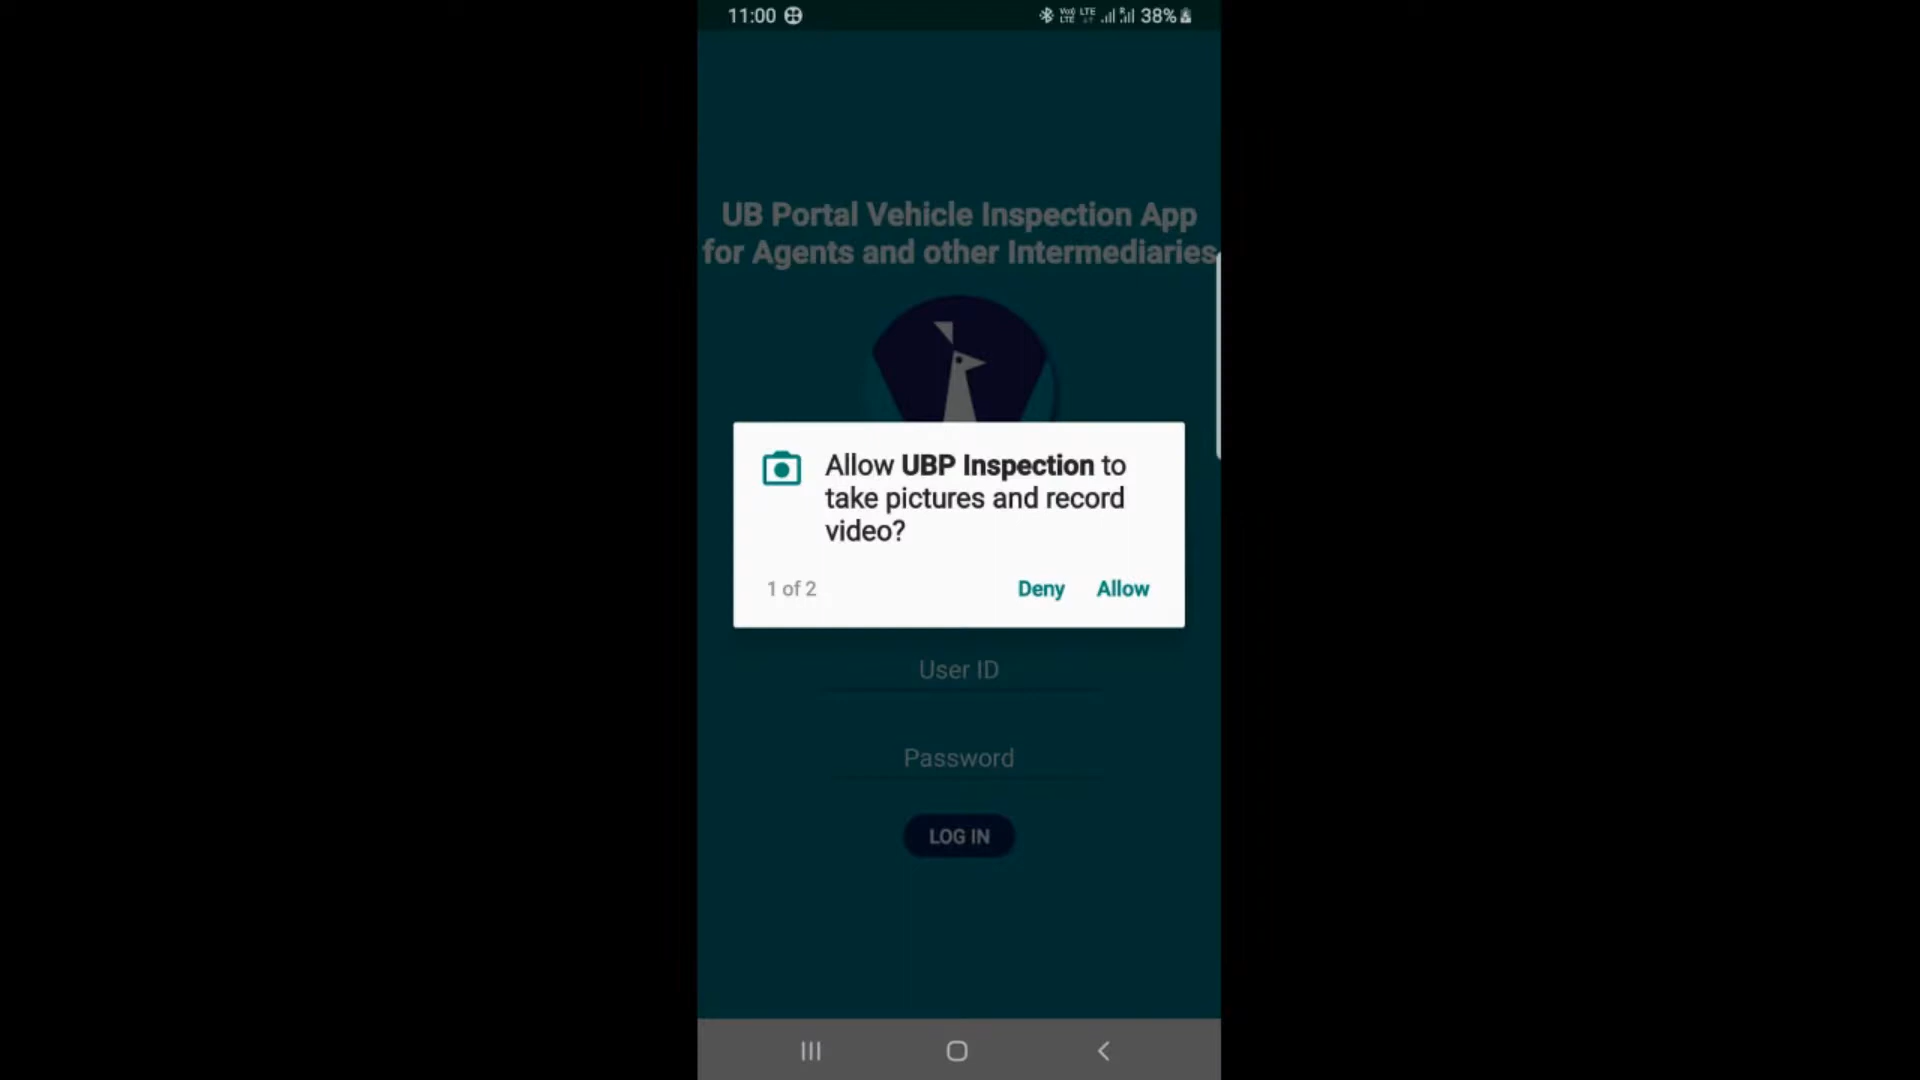 11:00
38%
UB Portal Vehicle Inspection App
for Agents and other Intermediaries
Allow UBP Inspection to
take pictures and record
video?
1 of 2
Deny Allow
User ID
Password
LOG IN